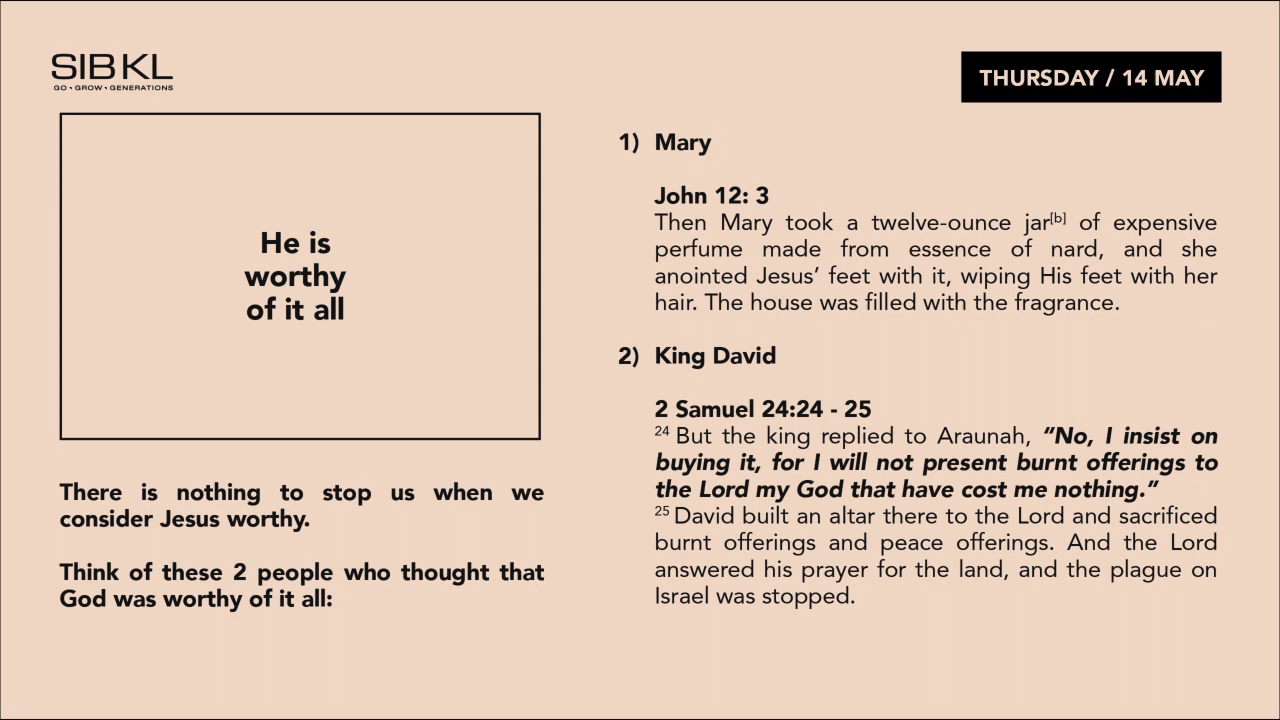 SIBKL
GO • GROW • GENERATIONS
THURSDAY / 14 MAY
He is
worthy
of it all
There is nothing to stop us when we
consider Jesus worthy.
Think of these 2 people who thought that
God was worthy of it all:
1) Mary
John 12: 3
Then Mary took a twelve-ounce jar[b] of expensive
perfume made from essence of nard, and she
anointed Jesus’ feet with it, wiping His feet with her
hair. The house was filled with the fragrance.
2) King David
2 Samuel 24:24 - 25
24 But the king replied to Araunah, “No, I insist on
buying it, for I will not present burnt offerings to
the Lord my God that have cost me nothing.”
25 David built an altar there to the Lord and sacrificed
burnt offerings and peace offerings. And the Lord
answered his prayer for the land, and the plague on
Israel was stopped.